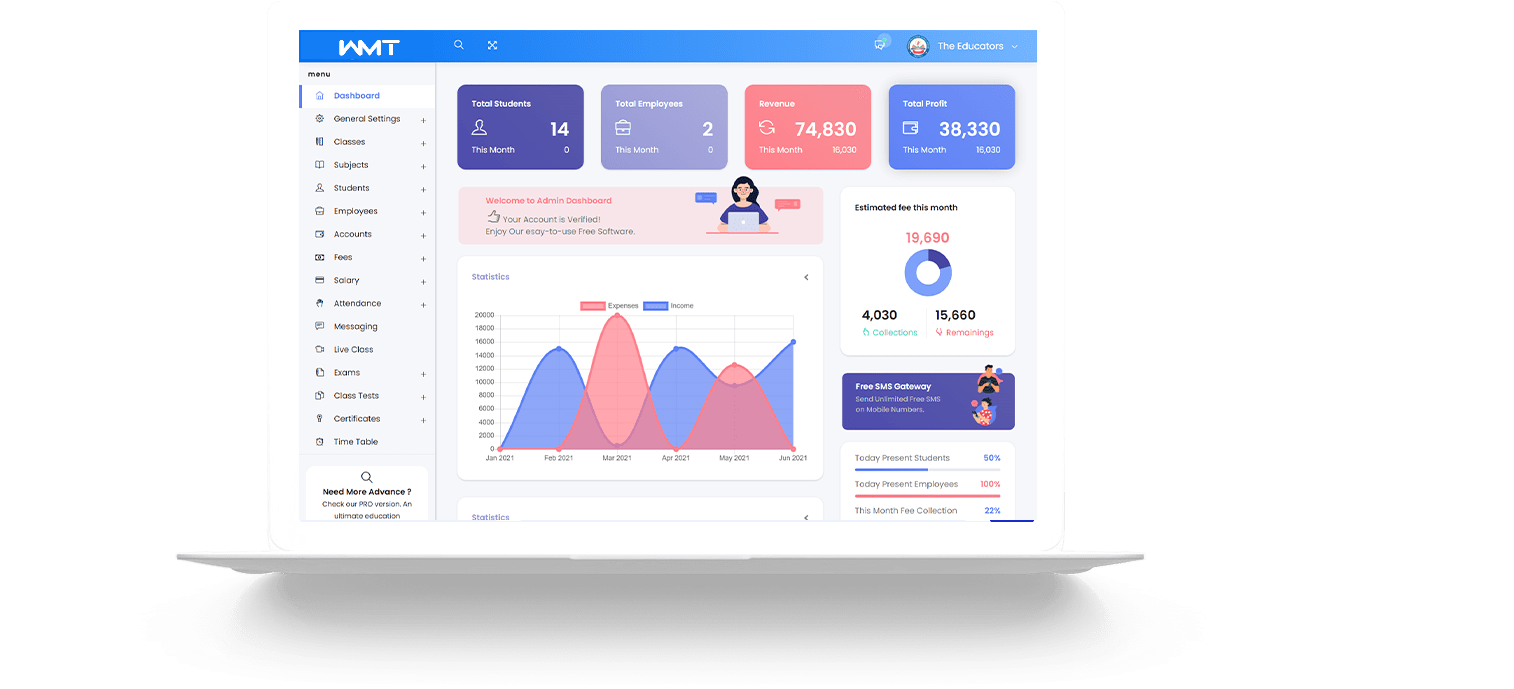 WMT
The Educators
menu
Dashboard
General Settings +
Classes +
Subjects +
Students +
Employees +
Accounts +
Fees +
Salary +
Attendance +
Messaging
Live Class
Exams +
Class Tests +
Certificates +
Time Table
Need More Advance ?
Check our PRO version. An
ultimate education
Total Students
14
This Month 0
Total Employees
2
This Month 0
Revenue
74,830
This Month 16,030
Total Profit
38,330
This Month 16,030
Welcome to Admin Dashboard
Your Account is Verified!
Enjoy Our esay-to-use Free Software.
Statistics
Expenses Income
20000
18000
16000
14000
12000
10000
8000
6000
4000
2000
0
Jan 2021 Feb 2021 Mar 2021 Apr 2021 May 2021 Jun 2021
Statistics
Estimated fee this month
19,690
4,030 15,660
Collections Remainings
Free SMS Gateway
Send Unlimited Free SMS
on Mobile Numbers.
Today Present Students 50%
Today Present Employees 100%
This Month Fee Collection 22%